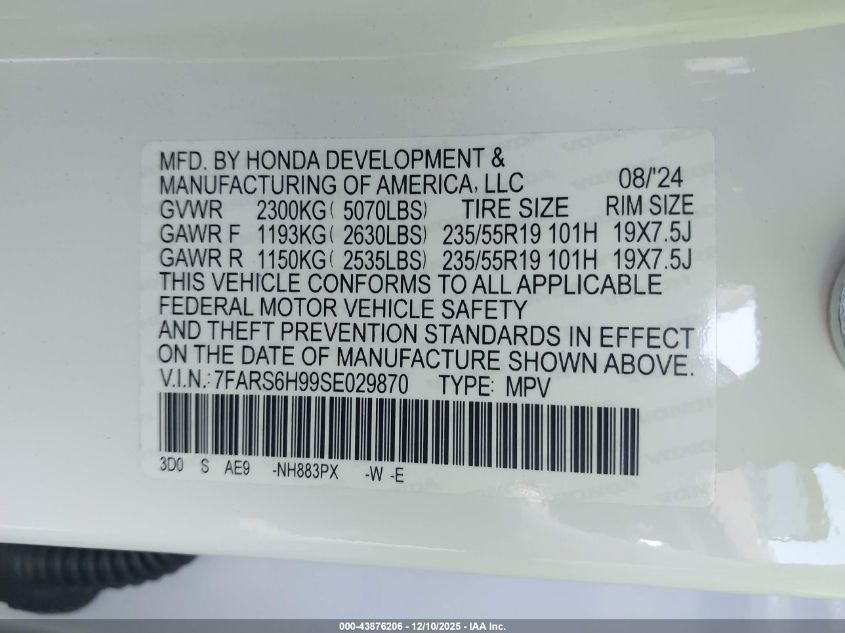 MFD. BY HONDA DEVELOPMENT &
MANUFACTURING OF AMERICA, LLC 08/'24
GVWR 2300KG( 5070LBS) TIRE SIZE RIM SIZE
GAWR F 1193KG( 2630LBS) 235/55R19 101H 19X7.5J
GAWR R 1150KG( 2535LBS) 235/55R19 101H 19X7.5J
THIS VEHICLE CONFORMS TO ALL APPLICABLE
FEDERAL MOTOR VEHICLE SAFETY
AND THEFT PREVENTION STANDARDS IN EFFECT
ON THE DATE OF MANUFACTURE SHOWN ABOVE.
V.I.N.: 7FARS6H99SE029870 TYPE: MPV
3D0 S AE9 -NH883PX -W -E
000-43876206 - 12/10/2025 - IAA Inc.